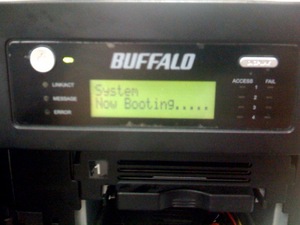 BUFFALO
LINK/ACT
MESSAGE
ERROR
System
Now Booting.....
ACCESS FAIL
1
2
3
4